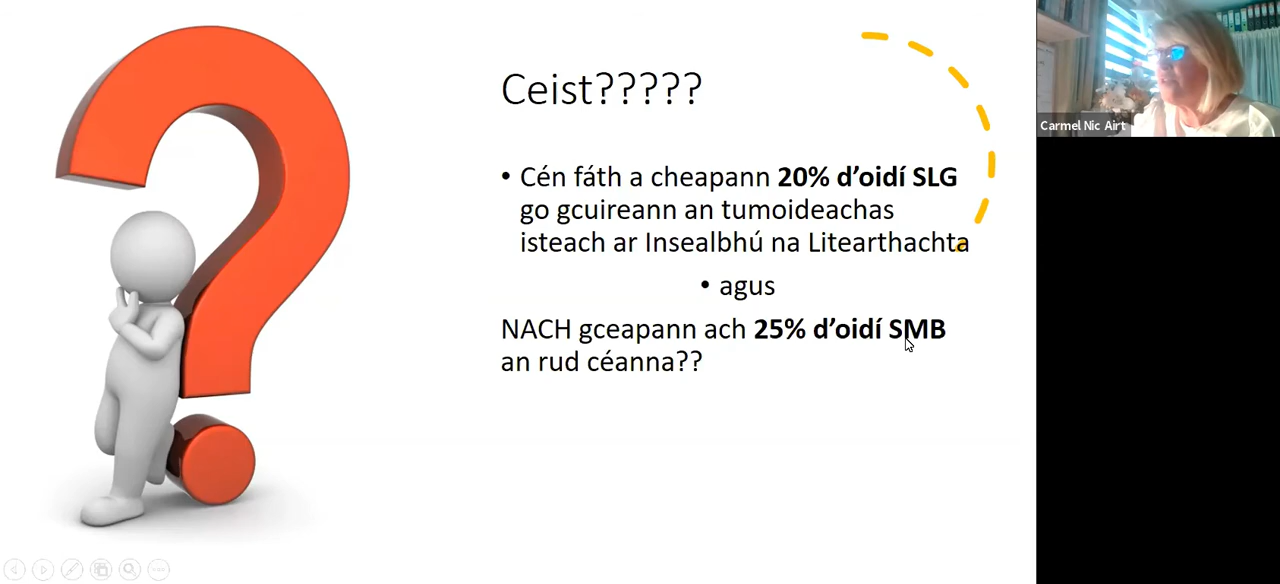 Ceist?????
• Cén fáth a cheapann 20% d’oidí SLG
go gcuireann an tumoideachas
isteach ar Insealbhú na Litearthachta
• agus
NACH gceapann ach 25% d’oidí SMB
an rud céanna??
Carmel Nic Airt